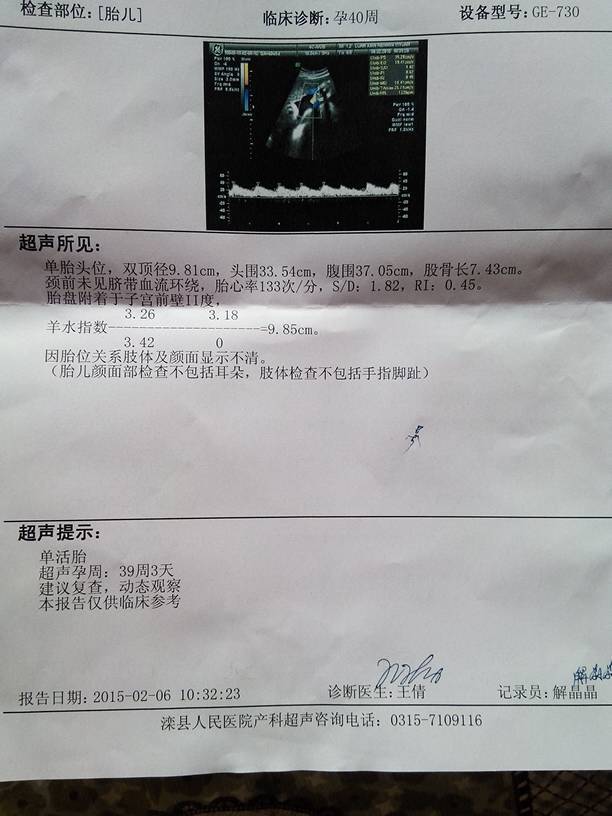 检查部位:[胎儿] 临床诊断:孕40周 设备型号:GE-730
超声所见:
单胎头位，双顶径9.81cm，头围33.54cm，腹围37.05cm，股骨长7.43cm。
颈前未见脐带血流环绕，胎心率133次/分，S/D: 1.82，RI: 0.45。
胎盘附着于子宫前壁II度，
3.26 3.18
羊水指数----------------------=9.85cm。
3.42 0
因胎位关系肢体及颜面显示不清。
（胎儿颜面部检查不包括耳朵，肢体检查不包括手指脚趾）
超声提示:
单活胎
超声孕周: 39周3天
建议复查，动态观察
本报告仅供临床参考
报告日期: 2015-02-06 10:32:23 诊断医生: 王倩 记录员: 解晶晶
滦县人民医院产科超声咨询电话: 0315-7109116